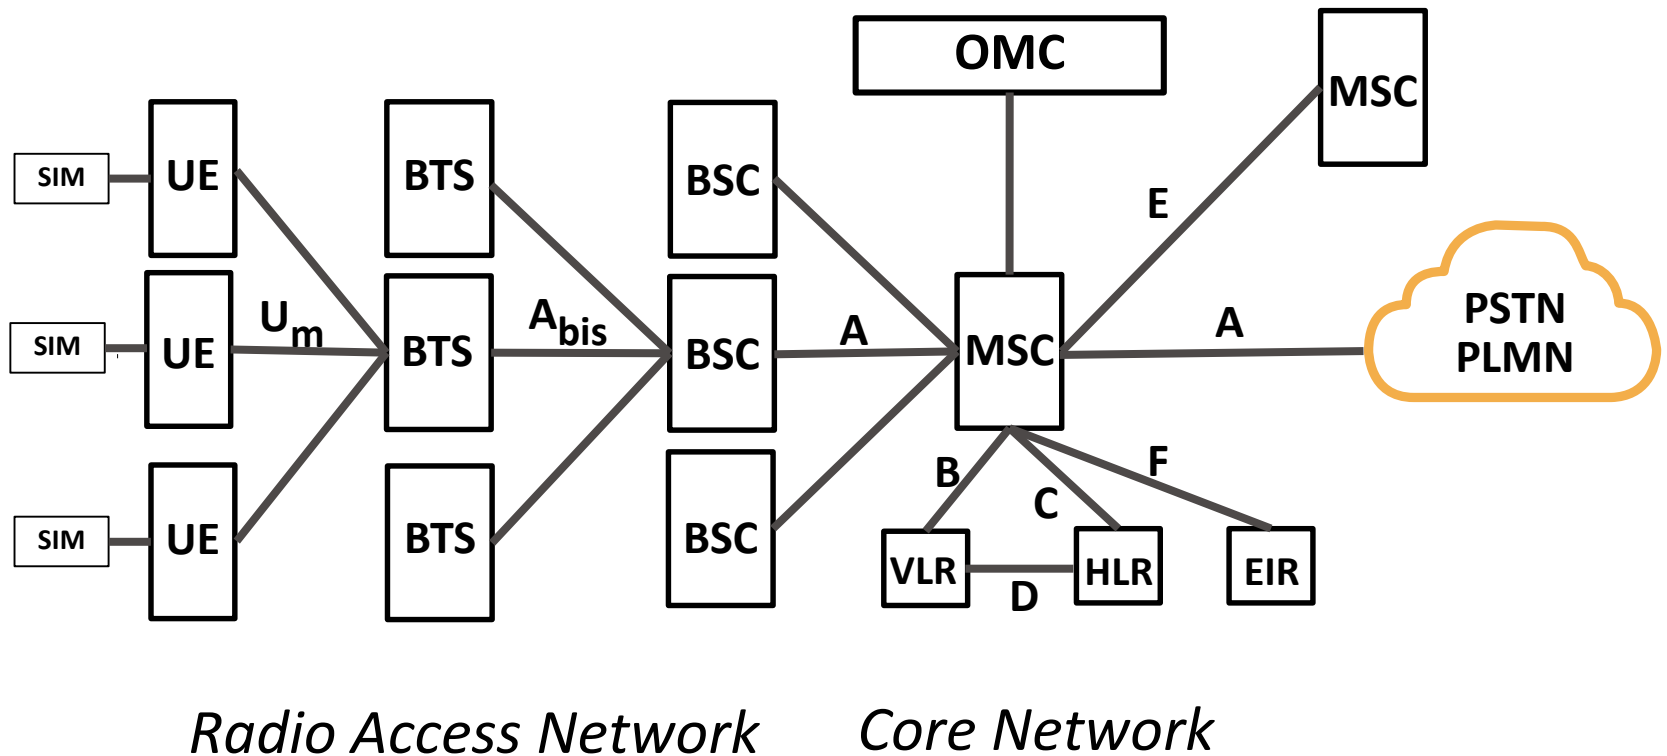 OMC
MSC
SIM
UE
BTS
BSC
E
SIM
UE
Um
BTS
Abis
BSC
A
MSC
A
PSTN
PLMN
B
C
F
SIM
UE
BTS
BSC
VLR
D
HLR
EIR
Radio Access Network
Core Network